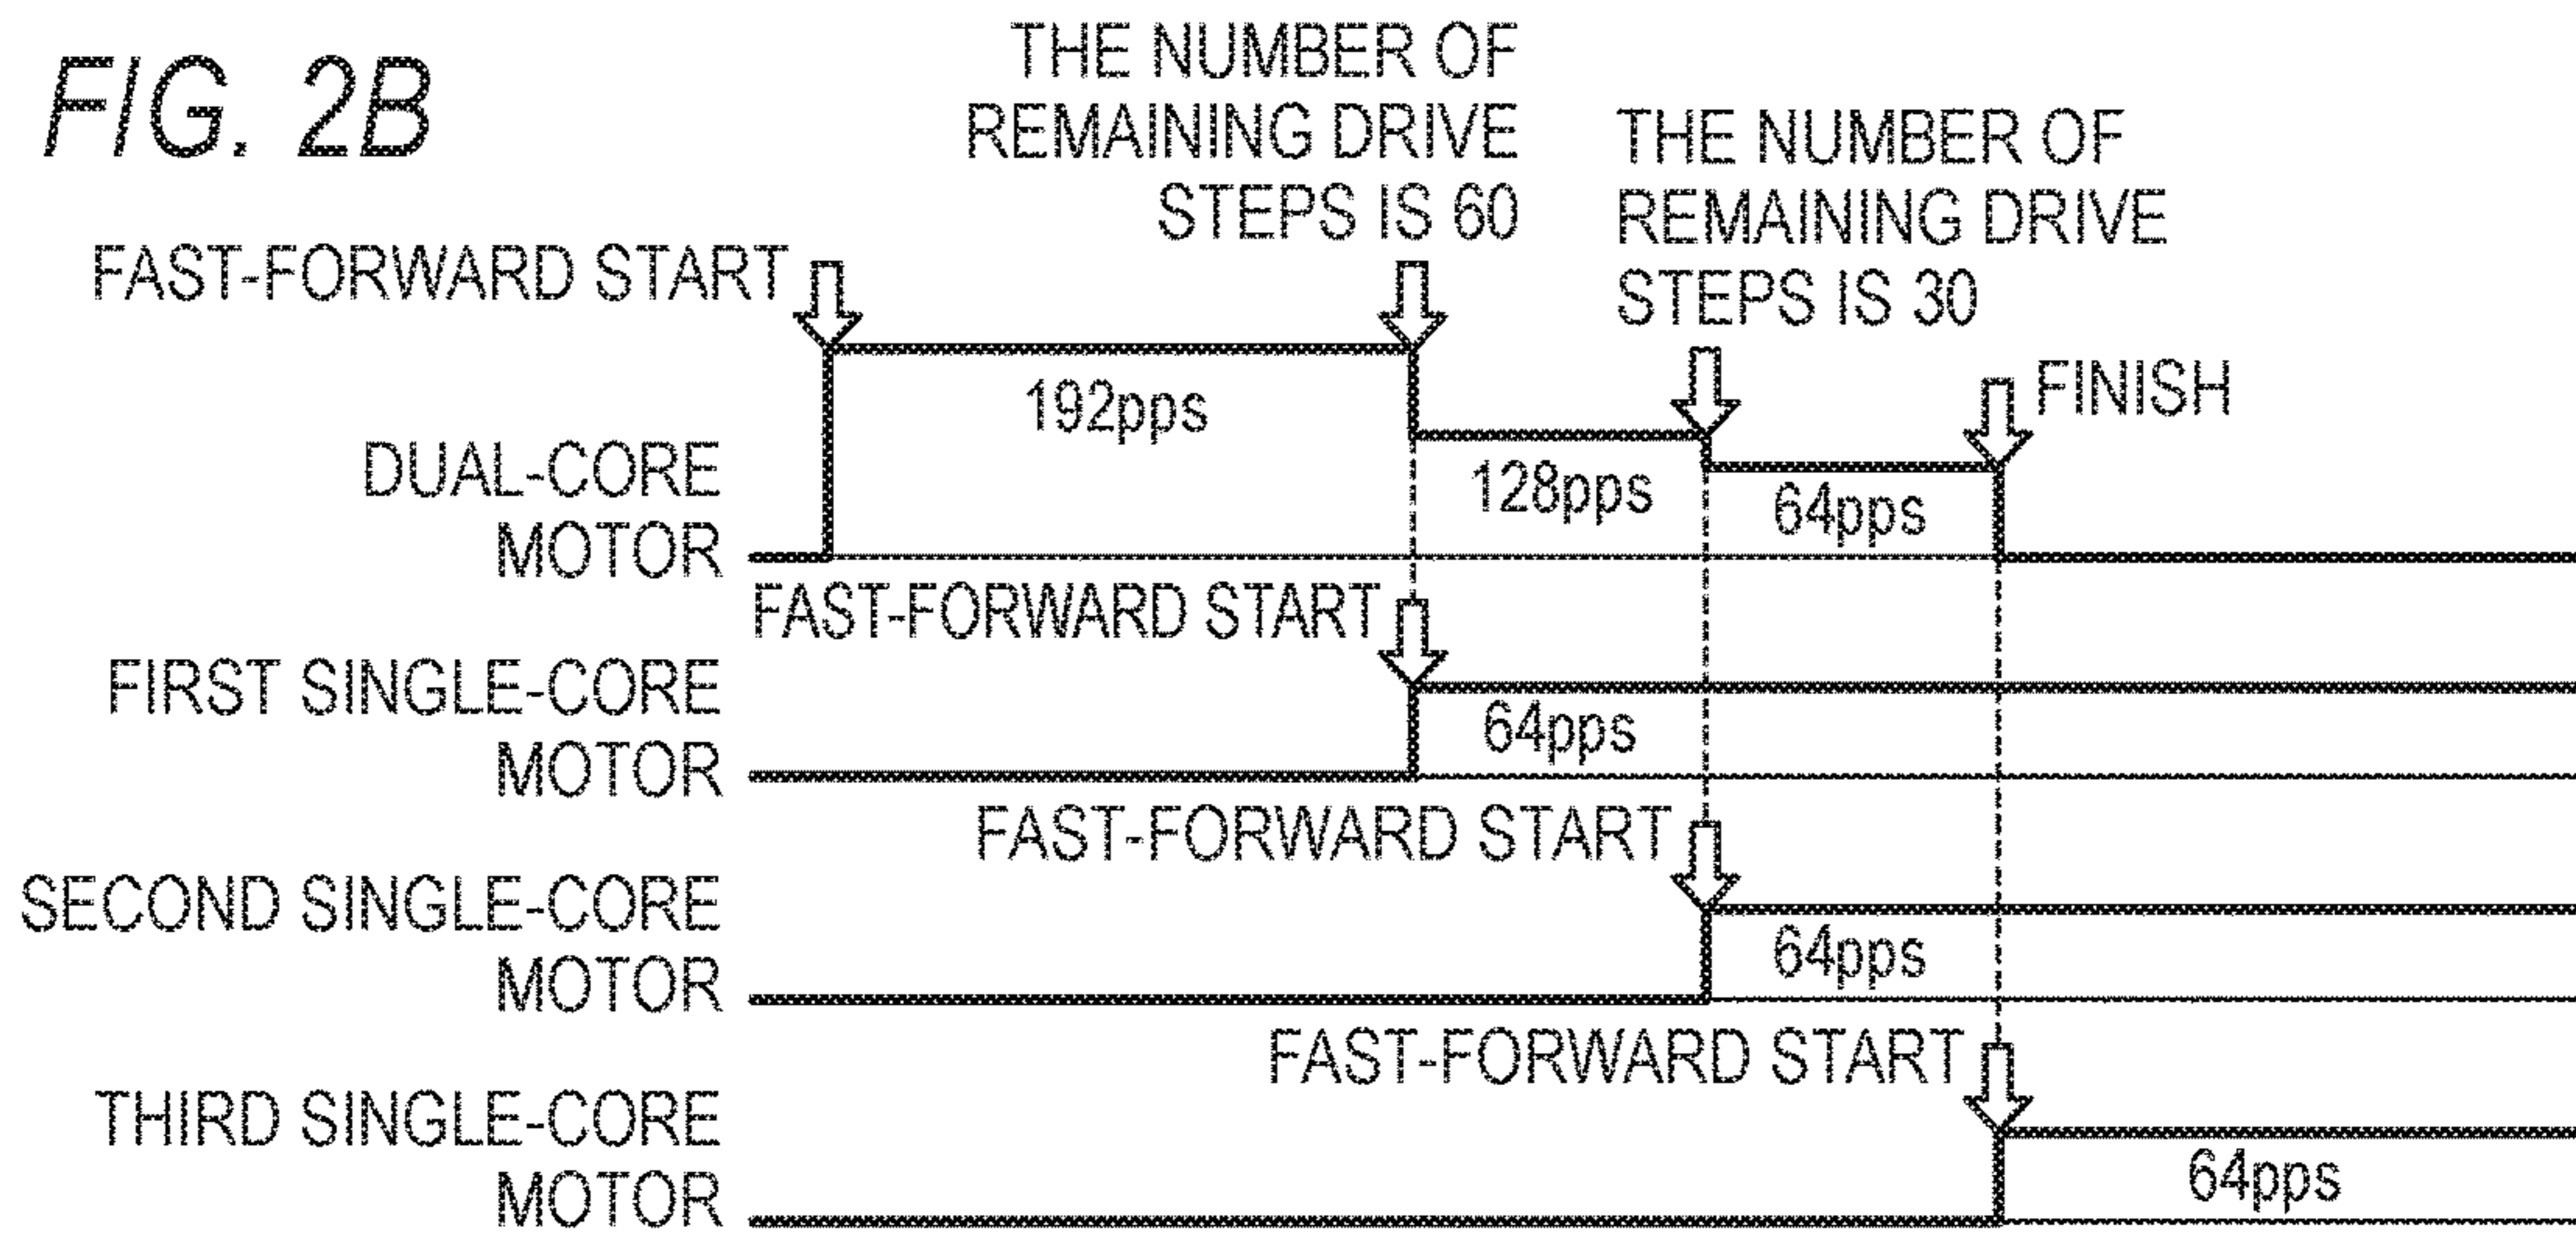 FIG. 2B
THE NUMBER OF
REMAINING DRIVE
STEPS IS 60
THE NUMBER OF
REMAINING DRIVE
STEPS IS 30
FAST-FORWARD START
FINISH
192pps
128pps
64pps
DUAL-CORE
MOTOR
FAST-FORWARD START
FIRST SINGLE-CORE
MOTOR
64pps
FAST-FORWARD START
SECOND SINGLE-CORE
MOTOR
64pps
FAST-FORWARD START
THIRD SINGLE-CORE
MOTOR
64pps